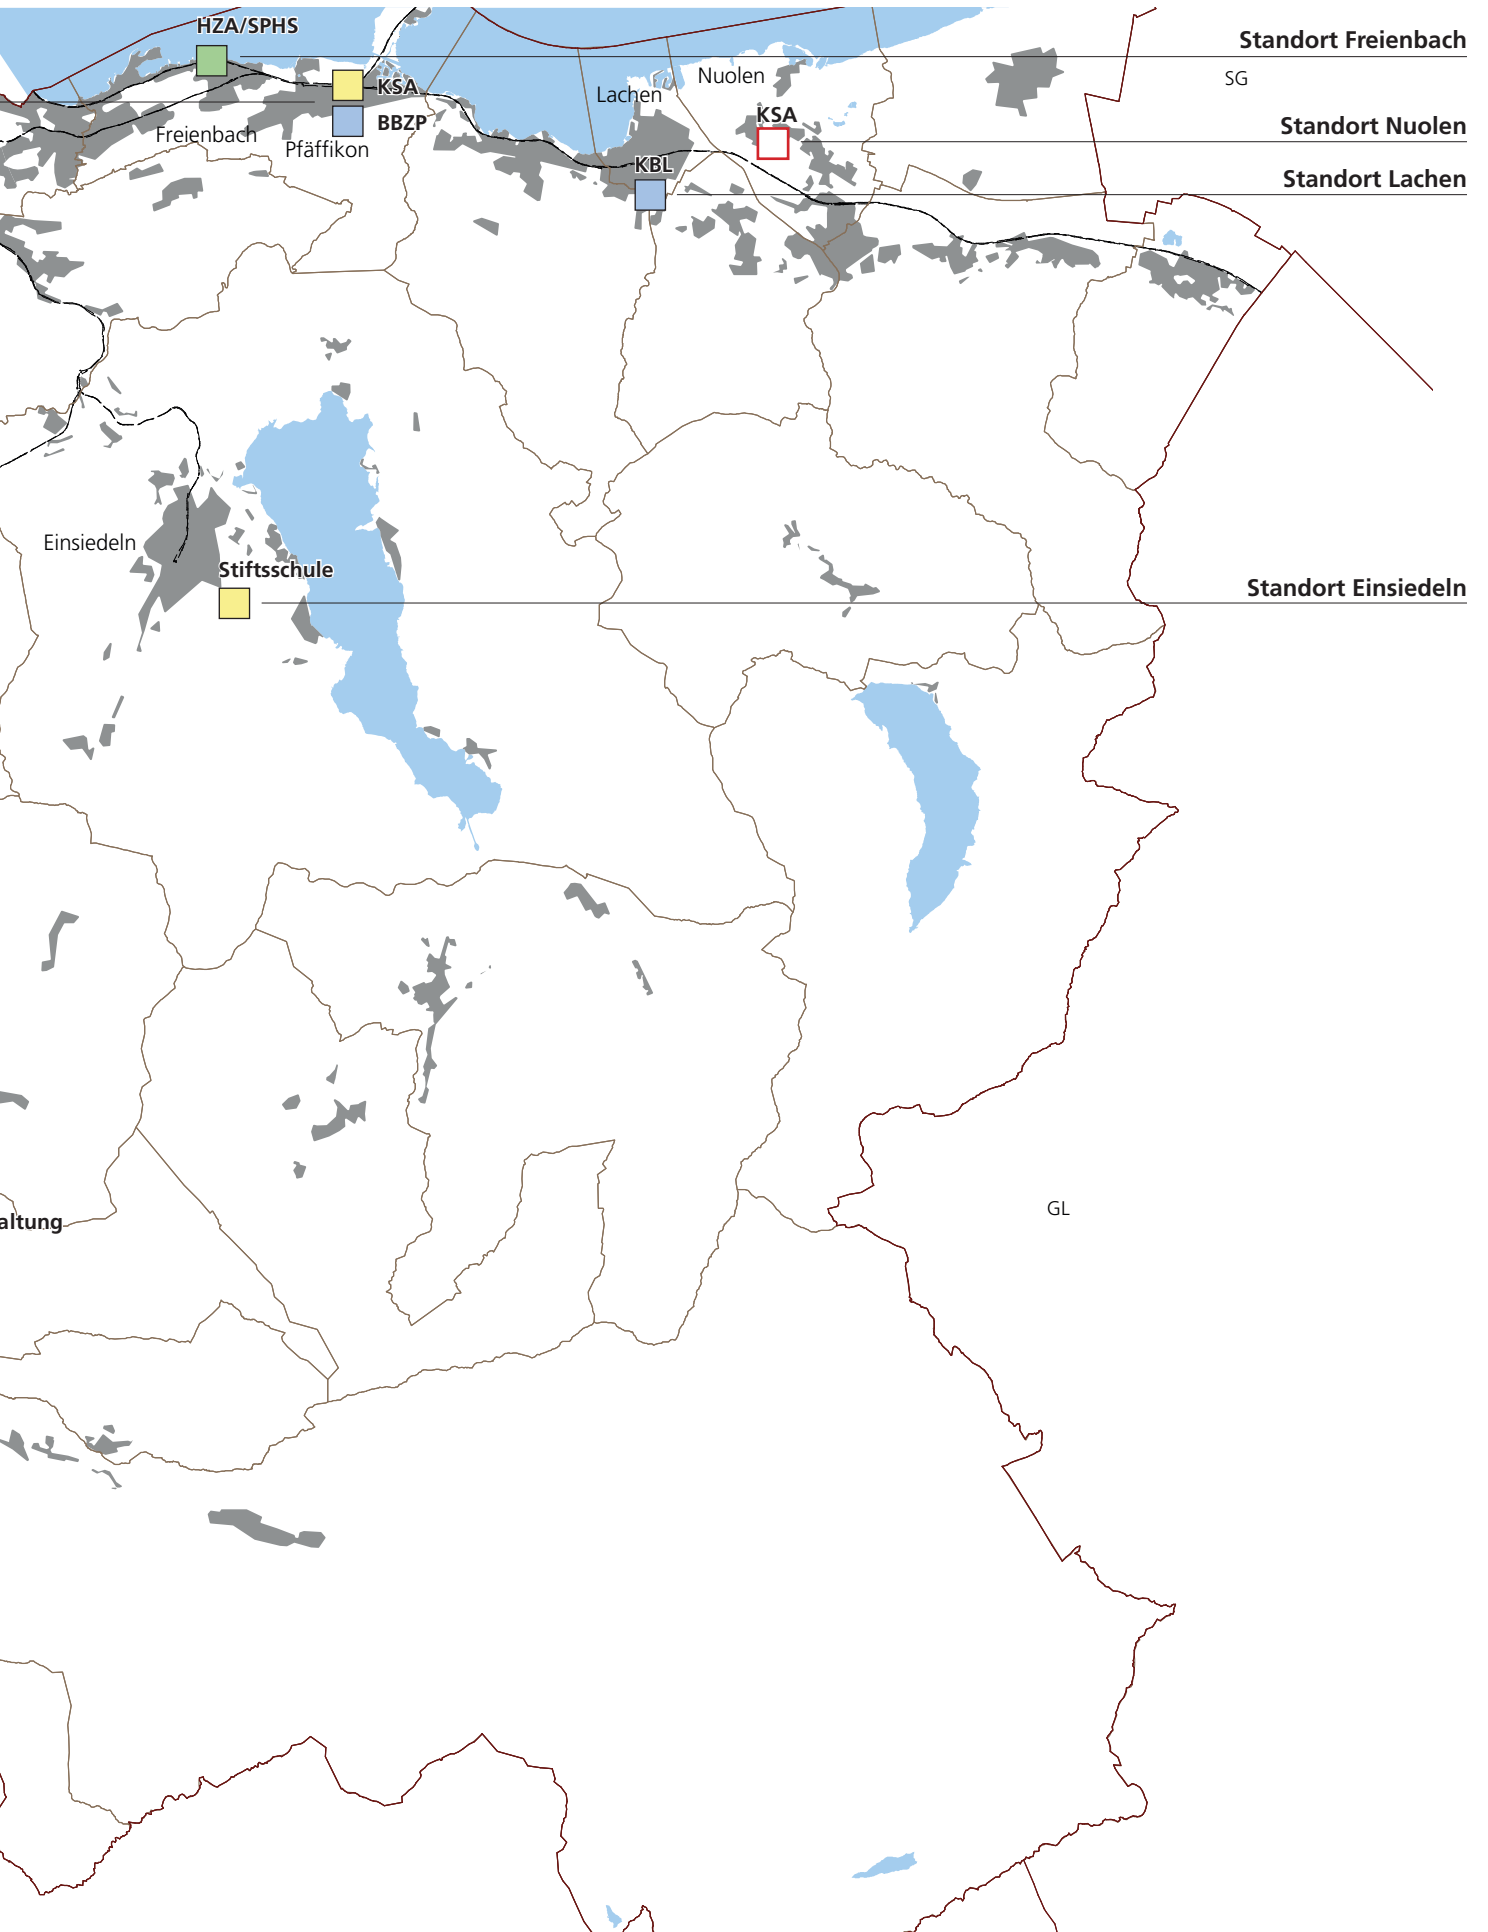 HZA/SPHS
Standort Freienbach
SG
Nuolen
KSA
Lachen
KSA
BBZP
Standort Nuolen
Freienbach
Pfäffikon
KBL
Standort Lachen
Einsiedeln
Stiftsschule
Standort Einsiedeln
GL
altung